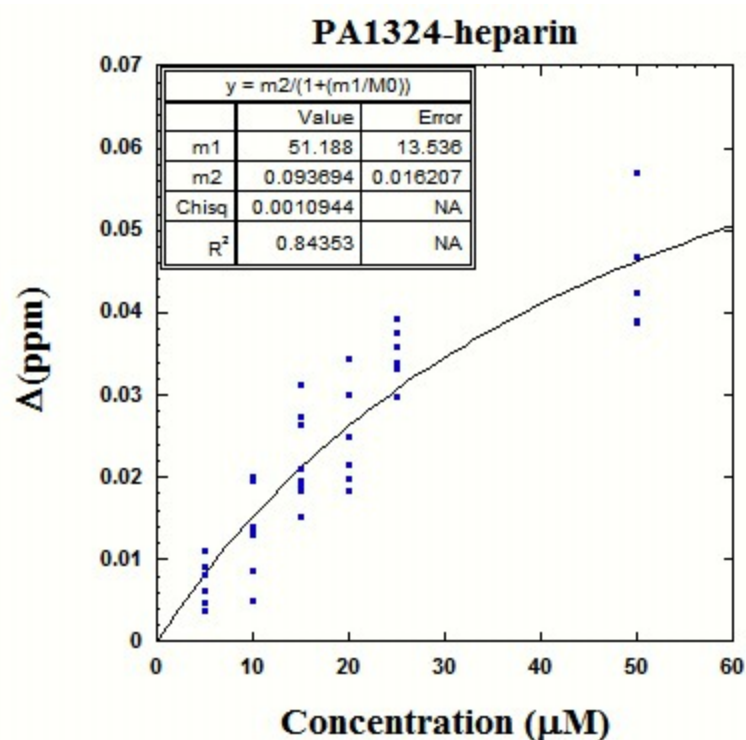 PA1324-heparin
y = m2/(1+(m1/M0))
Value Error
m1 51.188 13.536
m2 0.093694 0.016207
Chisq 0.0010944 NA
R² 0.84353 NA
0.07
0.06
0.05
0.04
0.03
0.02
0.01
0
Δ(ppm)
0 10 20 30 40 50 60
Concentration (μM)